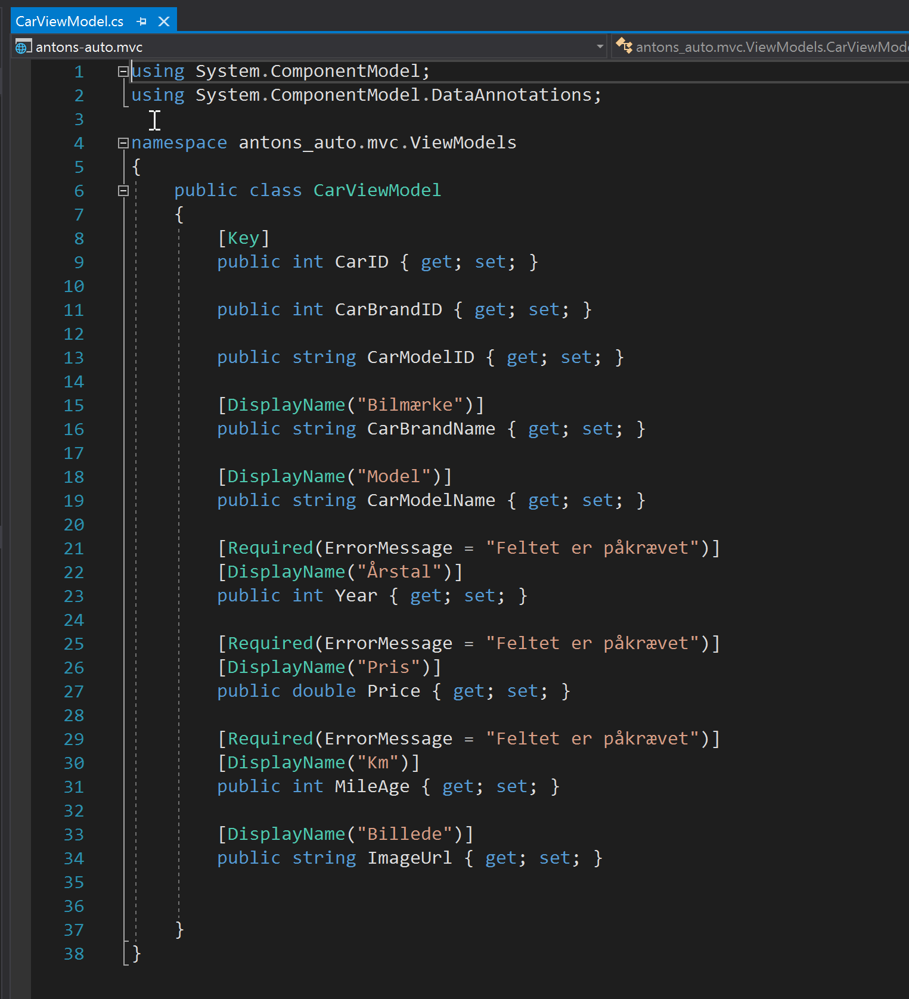 CarViewModel.cs
antons-auto.mvc antons_auto.mvc.ViewModels.CarViewMode
1 using System.ComponentModel;
2 using System.ComponentModel.DataAnnotations;
3
4 namespace antons_auto.mvc.ViewModels
5 {
6 public class CarViewModel
7 {
8 [Key]
9 public int CarID { get; set; }
10
11 public int CarBrandID { get; set; }
12
13 public string CarModelID { get; set; }
14
15 [DisplayName("Bilmærke")]
16 public string CarBrandName { get; set; }
17
18 [DisplayName("Model")]
19 public string CarModelName { get; set; }
20
21 [Required(ErrorMessage = "Feltet er påkrævet")]
22 [DisplayName("Årstal")]
23 public int Year { get; set; }
24
25 [Required(ErrorMessage = "Feltet er påkrævet")]
26 [DisplayName("Pris")]
27 public double Price { get; set; }
28
29 [Required(ErrorMessage = "Feltet er påkrævet")]
30 [DisplayName("Km")]
31 public int MileAge { get; set; }
32
33 [DisplayName("Billede")]
34 public string ImageUrl { get; set; }
35
36
37 }
38 }